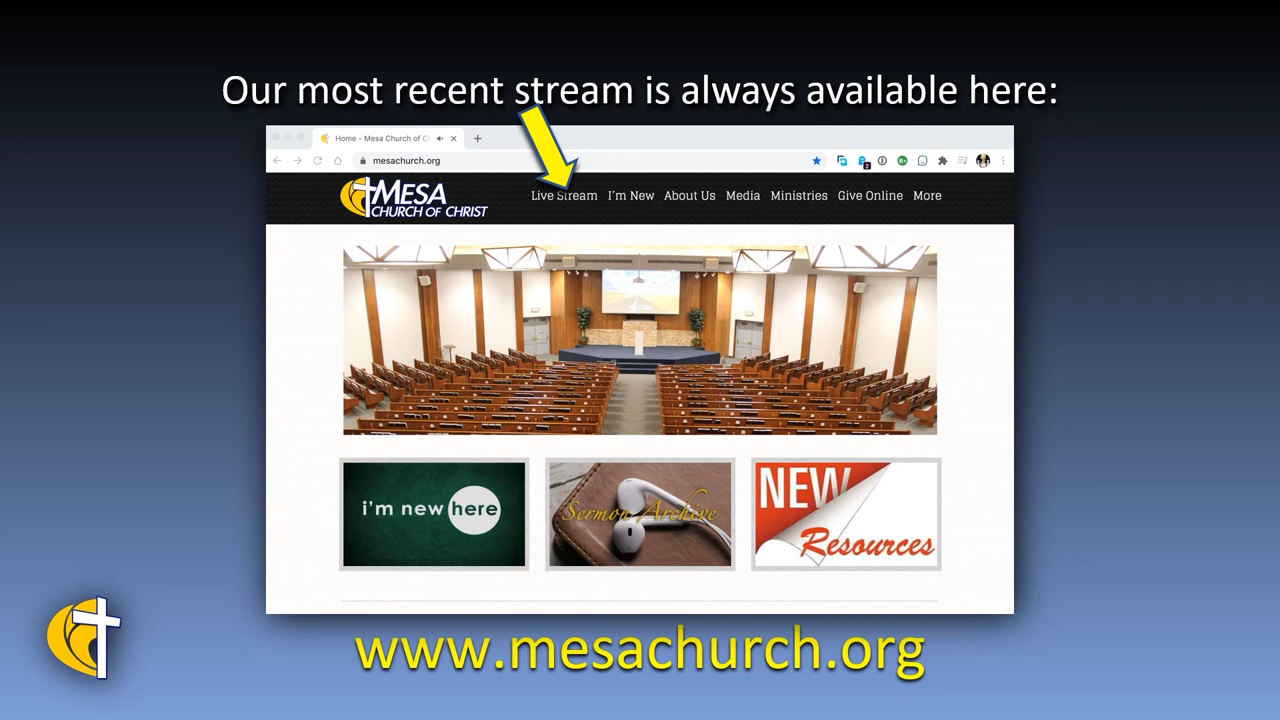 Our most recent stream is always available here:
Home - Mesa Church of C
mesachurch.org
2
MESA
CHURCH OF CHRIST
Live Stream I'm New About Us Media Ministries Give Online More
i'm new here
Sermon Archive
NEW
Resources
www.mesachurch.org